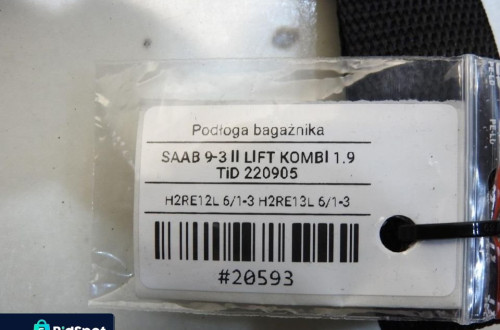 Podłoga bagażnika
SAAB 9-3 II LIFT KOMBI 1.9
TiD 220905
H2RE12L 6/1-3 H2RE13L 6/1-3
#20593
BidSpot